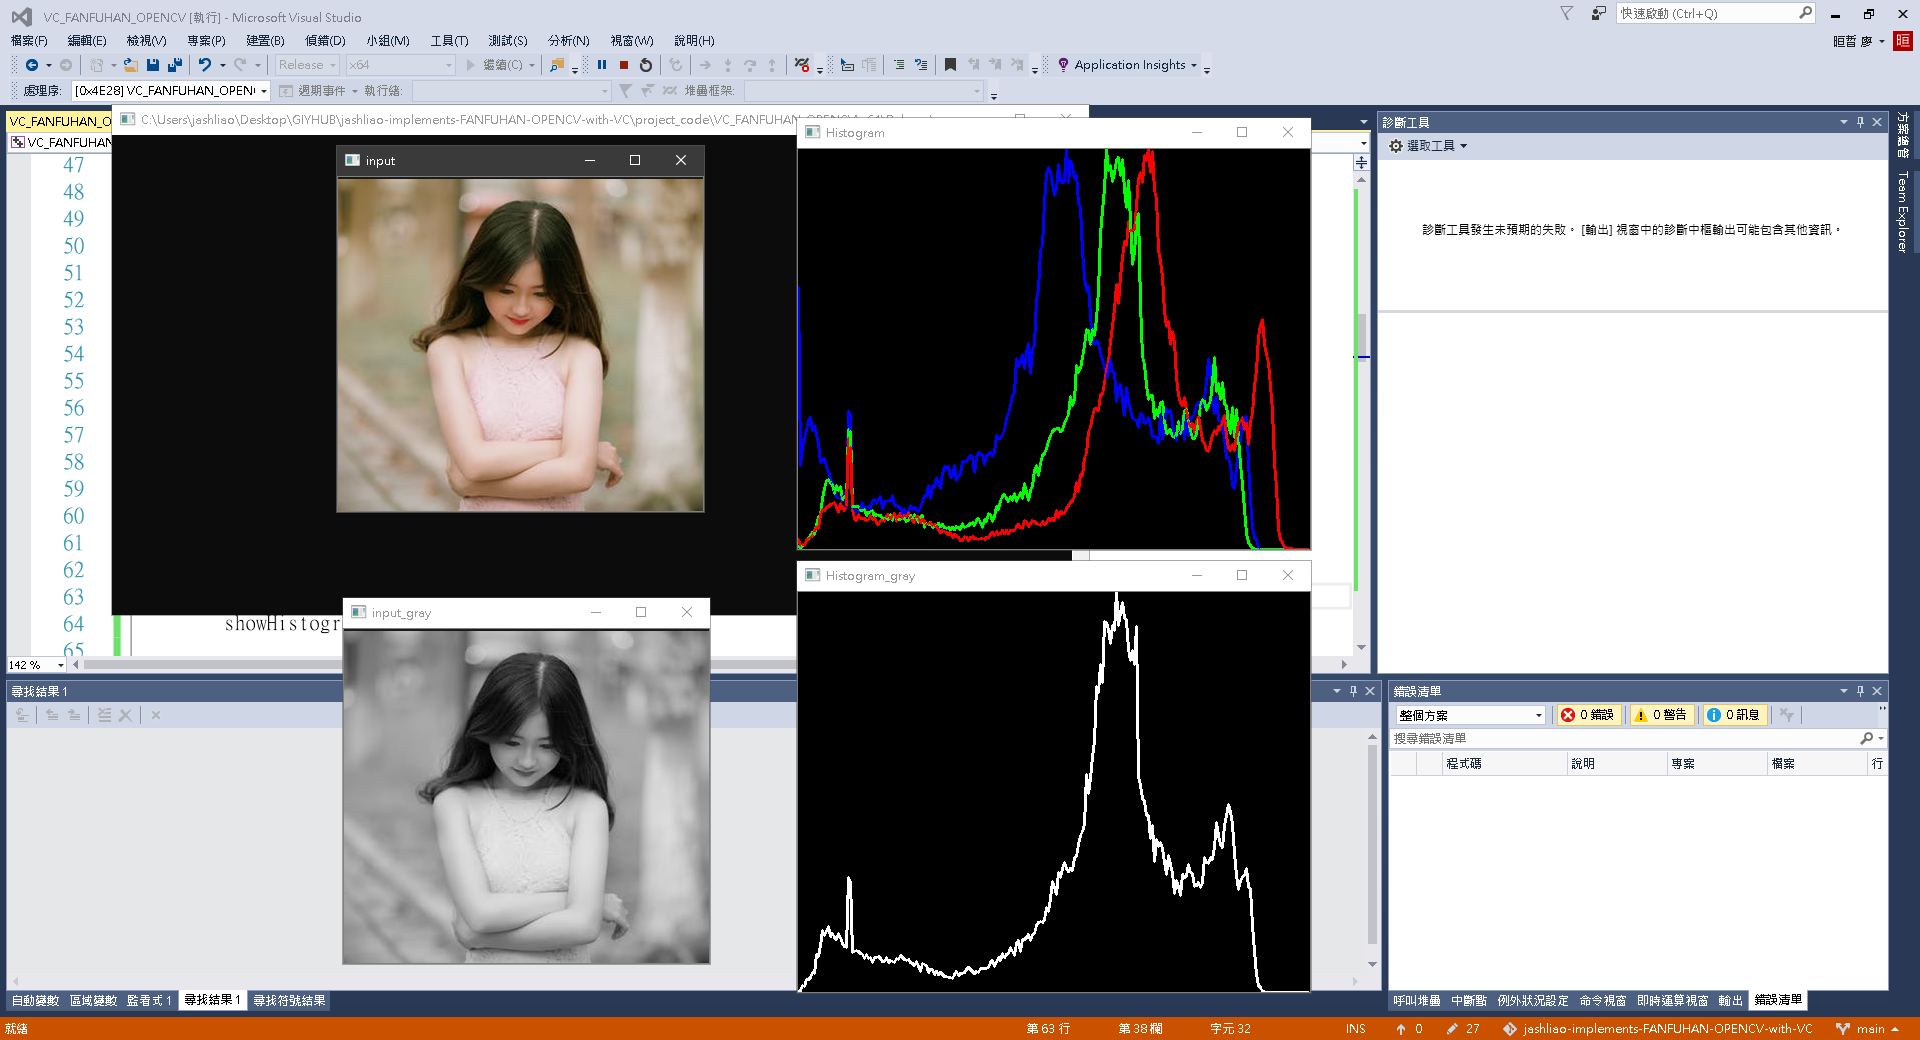 VC_FANFUHAN_OPENCV [執行] - Microsoft Visual Studio
快速啟動 (Ctrl+Q)
檔案(F) 編輯(E) 檢視(V) 專案(P) 建置(B) 偵錯(D) 小組(M) 工具(T) 測試(S) 分析(N) 視窗(W) 說明(H)
晅哲 廖 晅
Release x64 繼續(C) Application Insights
處理序: [0x4E28] VC_FANFUHAN_OPEN 週期事件 執行緒: 堆疊框架:
VC_FANFUHAN_O
C:\Users\jashliao\Desktop\GIYHUB\jashliao-implements-FANFUHAN-OPENCV-with-VC\project_code\VC_FANFUHAN
VC_FANFUHAN
Histogram
input
47
48
49
50
51
52
53
54
55
56
57
58
59
60
61
62
63
64 showHistogr
65
142 %
input_gray
Histogram_gray
診斷工具
選取工具
診斷工具發生未預期的失敗。 [輸出] 視窗中的診斷中樞輸出可能包含其他資訊。
方案總管
Team Explorer
尋找結果 1
錯誤清單
整個方案 0 錯誤 0 警告 0 訊息
搜尋錯誤清單
程式碼 說明 專案 檔案 行
自動變數 區域變數 監看式 1 尋找結果 1 尋找符號結果
呼叫堆疊 中斷點 例外狀況設定 命令視窗 即時運算視窗 輸出 錯誤清單
就緒 第 63 行 第 38 欄 字元 32 INS 0 27 jashliao-implements-FANFUHAN-OPENCV-with-VC main